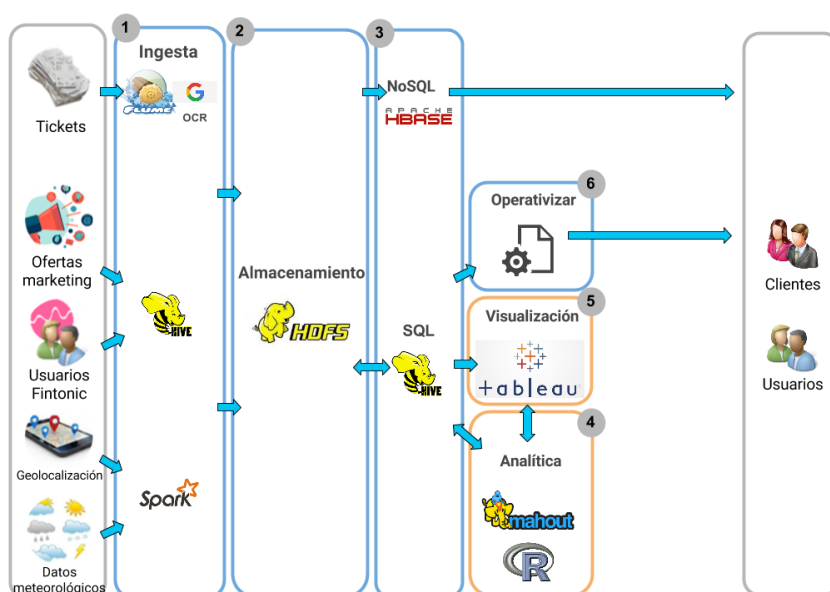 1
Ingesta
FLUME
G
OCR
Tickets
Ofertas
marketing
Usuarios
Fintonic
Geolocalización
Datos
meteorológicos
HIVE
Spark
2
Almacenamiento
HDFS
3
NoSQL
APACHE
HBASE
SQL
HIVE
6
Operativizar
5
Visualización
+ a b l e a u
4
Analítica
mahout
R
Clientes
Usuarios